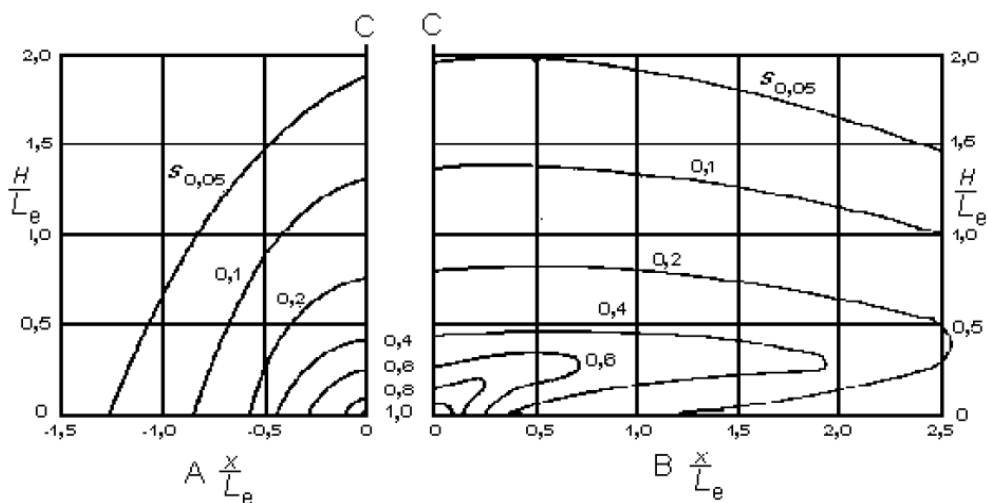 C C
2,0 2,0
s0,05 s0,05
1,5 1,5
H/Le s0,05 0,1 H/Le
1,0 1,0
0,1 0,2 0,2
0,5 0,4 0,5
0,4
0,6 0,6
0,8
0 1,0 0
-1,5 -1,0 -0,5 0 0 0,5 1,0 1,5 2,0 2,5
A x/Le B x/Le